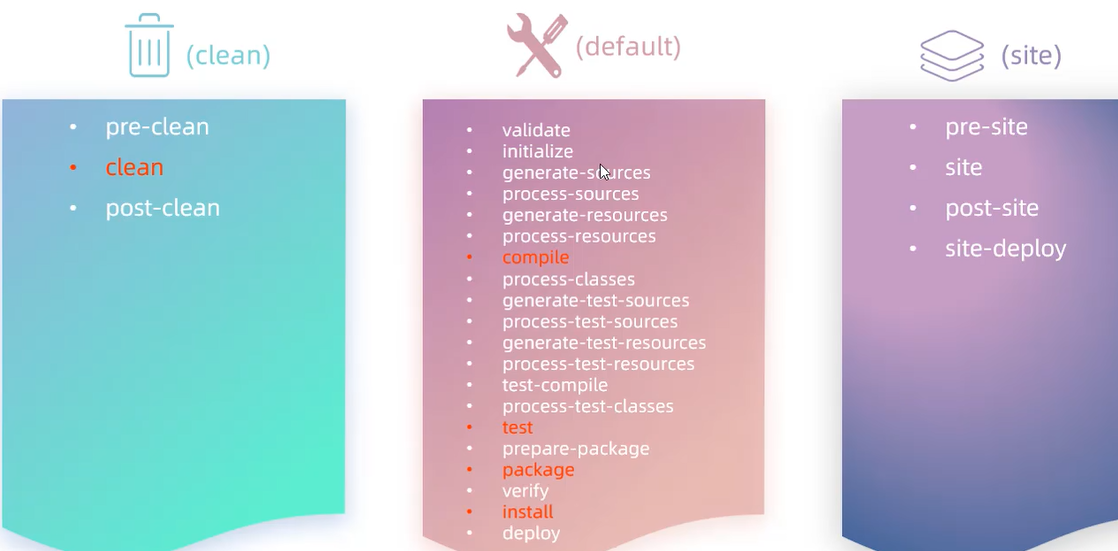 (clean)
• pre-clean
• clean
• post-clean
(default)
• validate
• initialize
• generate-sources
• process-sources
• generate-resources
• process-resources
• compile
• process-classes
• generate-test-sources
• process-test-sources
• generate-test-resources
• process-test-resources
• test-compile
• process-test-classes
• test
• prepare-package
• package
• verify
• install
• deploy
(site)
• pre-site
• site
• post-site
• site-deploy